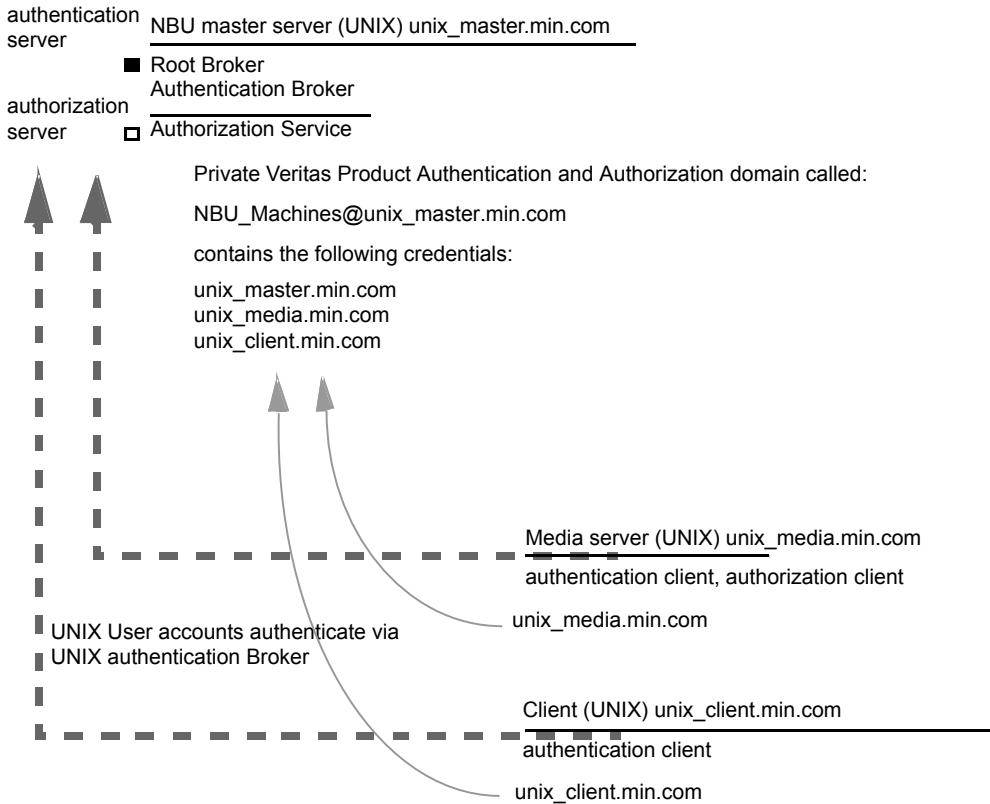 authentication
server
NBU master server (UNIX) unix_master.min.com
Root Broker
Authentication Broker
authorization
server
Authorization Service
Private Veritas Product Authentication and Authorization domain called:
NBU_Machines@unix_master.min.com
contains the following credentials:
unix_master.min.com
unix_media.min.com
unix_client.min.com
Media server (UNIX) unix_media.min.com
authentication client, authorization client
unix_media.min.com
UNIX User accounts authenticate via
UNIX authentication Broker
Client (UNIX) unix_client.min.com
authentication client
unix_client.min.com